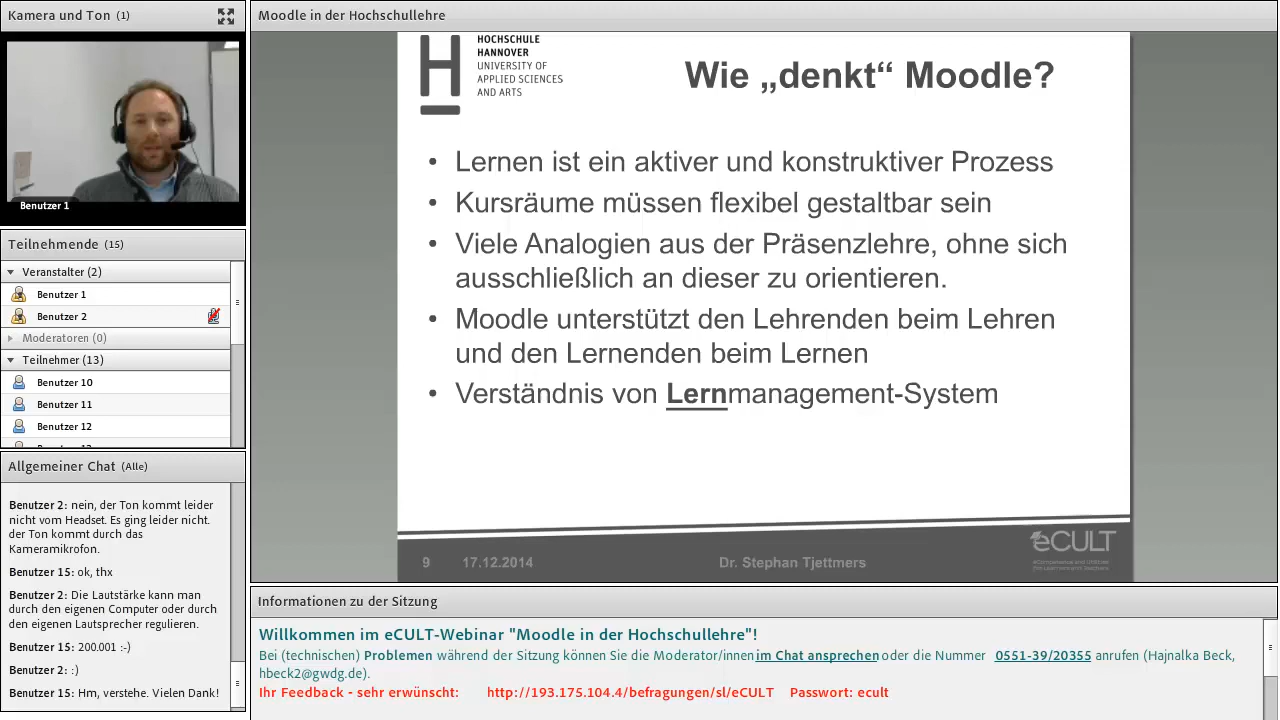 Kamera und Ton (1)
Benutzer 1
Teilnehmende (15)
Veranstalter (2)
Benutzer 1
Benutzer 2
Moderatoren (0)
Teilnehmer (13)
Benutzer 10
Benutzer 11
Benutzer 12
Allgemeiner Chat (Alle)
Benutzer 2: nein, der Ton kommt leider
nicht vom Headset. Es ging leider nicht.
der Ton kommt durch das
Kameramikrofon.
Benutzer 15: ok, thx
Benutzer 2: Die Lautstärke kann man
durch den eigenen Computer oder durch
den eigenen Lautsprecher regulieren.
Benutzer 15: 200.001 :-)
Benutzer 2: :)
Benutzer 15: Hm, verstehe. Vielen Dank!
Moodle in der Hochschullehre
H
HOCHSCHULE
HANNOVER
UNIVERSITY OF
APPLIED SCIENCES
AND ARTS
Wie „denkt“ Moodle?
• Lernen ist ein aktiver und konstruktiver Prozess
• Kursräume müssen flexibel gestaltbar sein
• Viele Analogien aus der Präsenzlehre, ohne sich
ausschließlich an dieser zu orientieren.
• Moodle unterstützt den Lehrenden beim Lehren
und den Lernenden beim Lernen
• Verständnis von Lernmanagement-System
9 17.12.2014 Dr. Stephan Tjettmers
eCULT
Informationen zu der Sitzung
Willkommen im eCULT-Webinar "Moodle in der Hochschullehre"!
Bei (technischen) Problemen während der Sitzung können Sie die Moderator/innen im Chat ansprechen oder die Nummer 0551-39/20355 anrufen (Hajnalka Beck,
hbeck2@gwdg.de).
Ihr Feedback - sehr erwünscht: http://193.175.104.4/befragungen/sl/eCULT Passwort: ecult